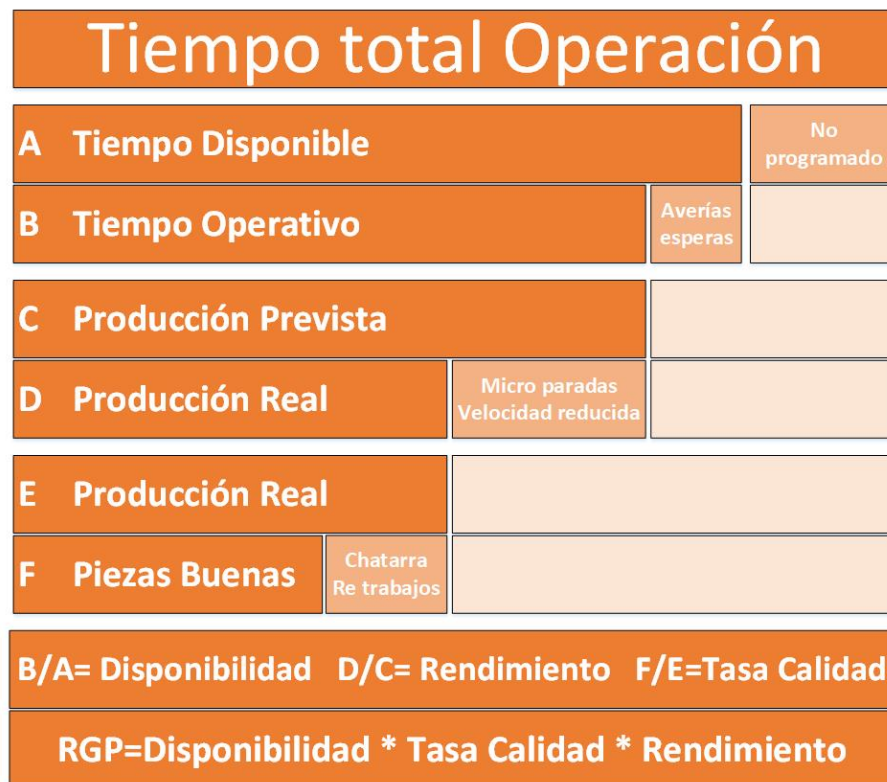 Tiempo total Operación
A Tiempo Disponible
No
programado
B Tiempo Operativo
Averías
esperas
C Producción Prevista
D Producción Real
Micro paradas
Velocidad reducida
E Producción Real
F Piezas Buenas
Chatarra
Re trabajos
B/A= Disponibilidad D/C= Rendimiento F/E=Tasa Calidad
RGP=Disponibilidad * Tasa Calidad * Rendimiento